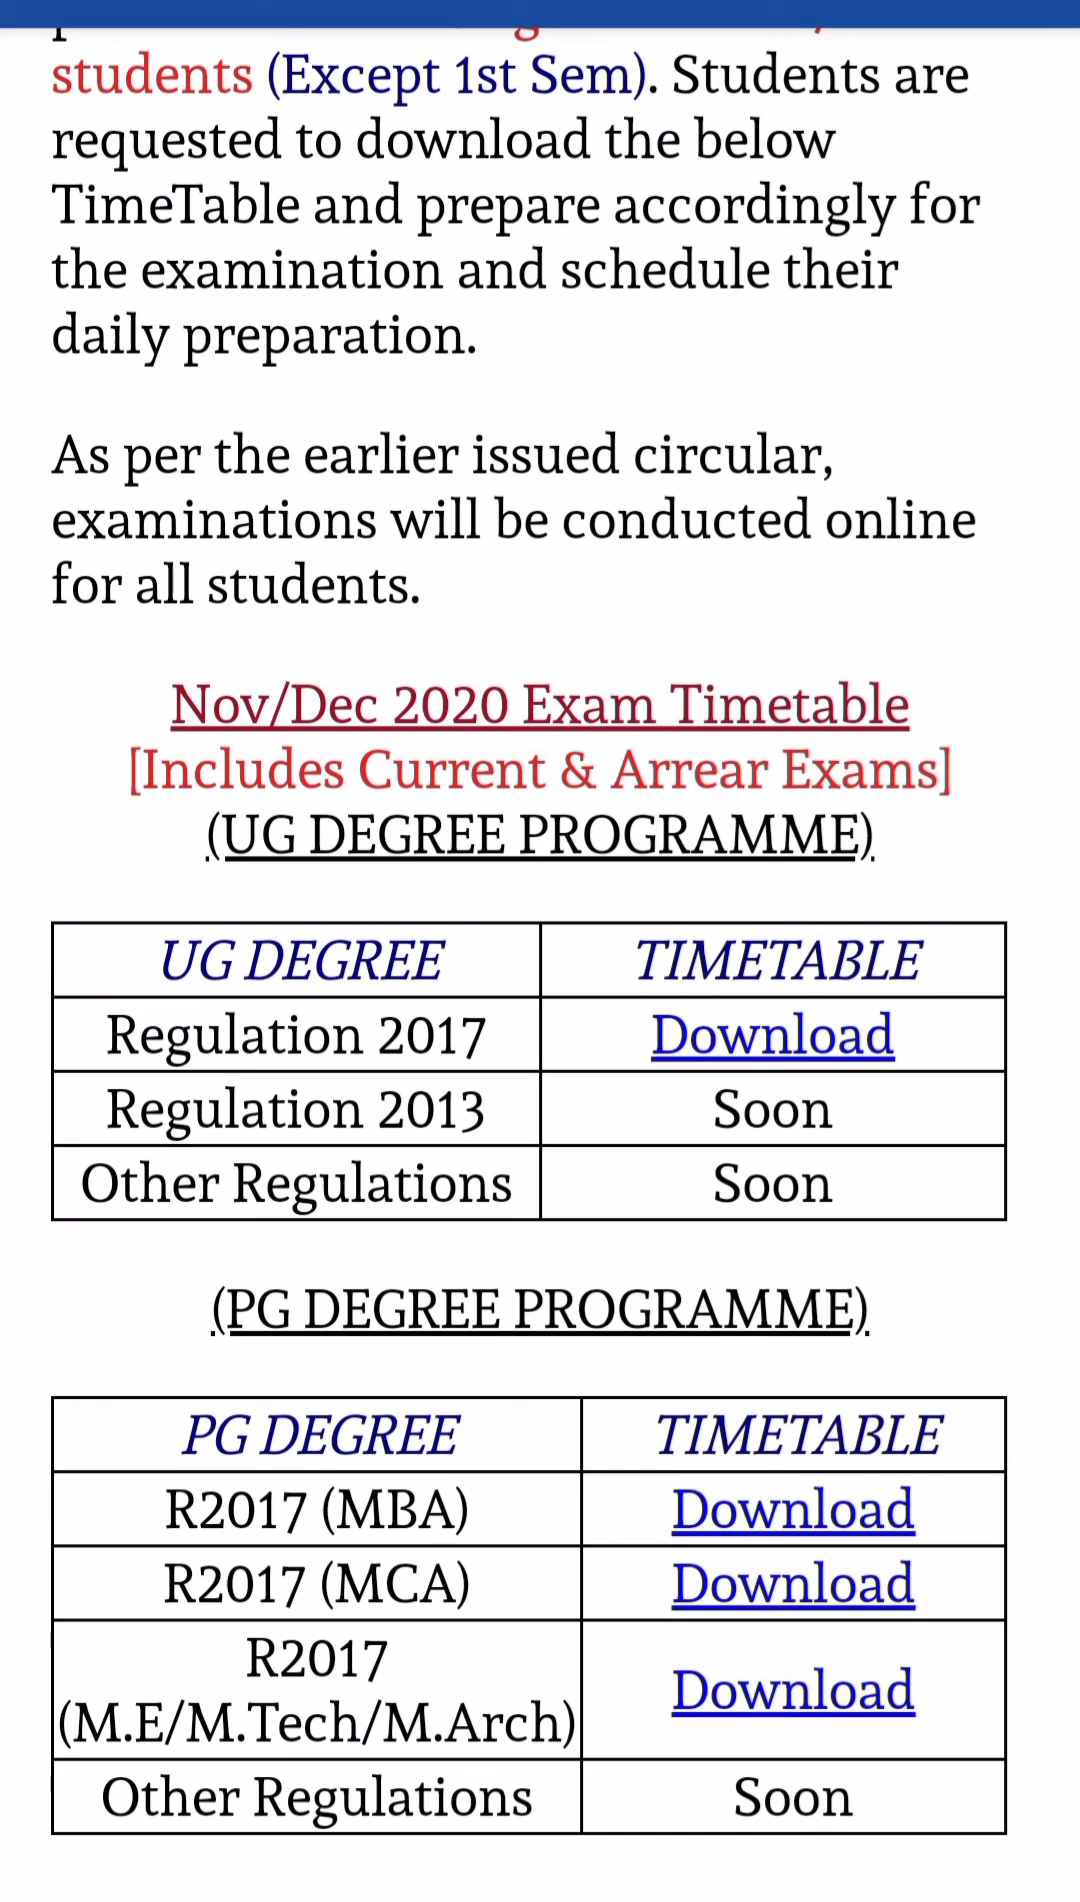 students (Except 1st Sem). Students are
requested to download the below
TimeTable and prepare accordingly for
the examination and schedule their
daily preparation.
As per the earlier issued circular,
examinations will be conducted online
for all students.
Nov/Dec 2020 Exam Timetable
[Includes Current & Arrear Exams]
(UG DEGREE PROGRAMME)
UG DEGREE TIMETABLE
Regulation 2017 Download
Regulation 2013 Soon
Other Regulations Soon
(PG DEGREE PROGRAMME)
PG DEGREE TIMETABLE
R2017 (MBA) Download
R2017 (MCA) Download
R2017
(M.E/M.Tech/M.Arch) Download
Other Regulations Soon